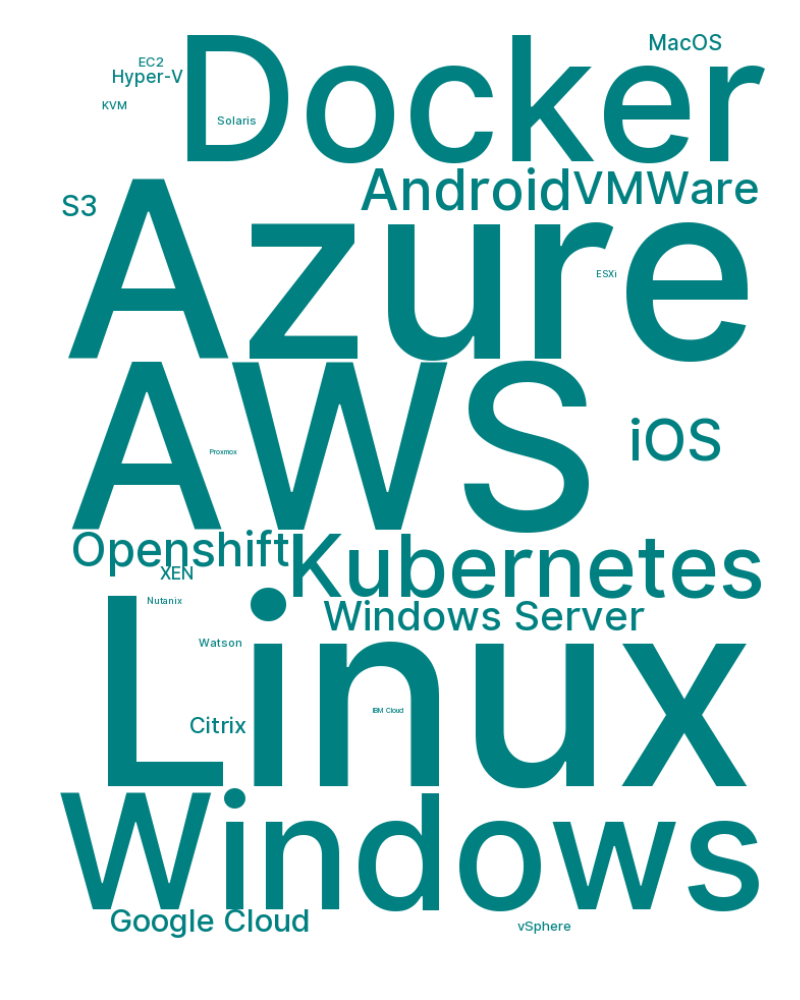 MacOS
EC2
Hyper-V
KVM
Solaris
Docker
S3
Android
VMWare
Azure
ESXi
AWS
iOS
Proxmox
Openshift
Kubernetes
XEN
Nutanix
Windows Server
Watson
Linux
IBM Cloud
Citrix
Windows
Google Cloud
vSphere